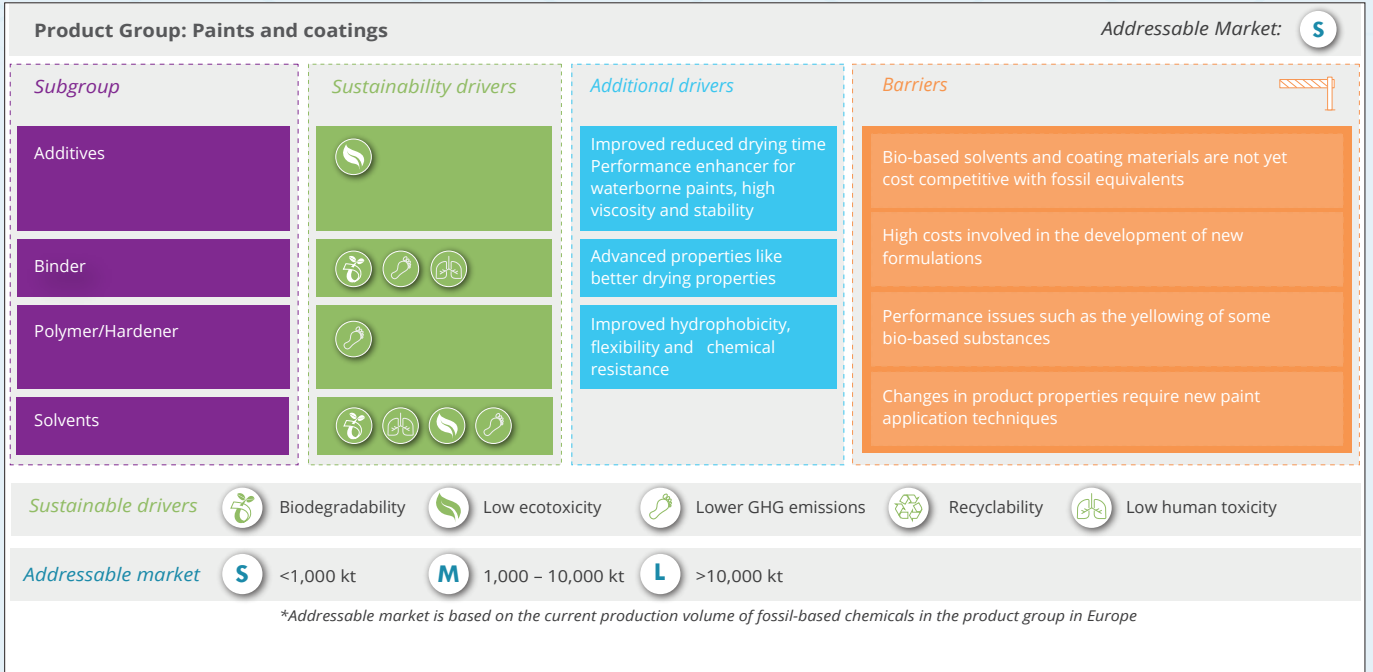 Product Group: Paints and coatings
Addressable Market:
S
Subgroup
Sustainability drivers
Additional drivers
Barriers
Additives
Improved reduced drying time
Performance enhancer for
waterborne paints, high
viscosity and stability
Binder
Advanced properties like
better drying properties
Polymer/Hardener
Improved hydrophobicity,
flexibility and chemical
resistance
Solvents
Bio-based solvents and coating materials are not yet
cost competitive with fossil equivalents
High costs involved in the development of new
formulations
Performance issues such as the yellowing of some
bio-based substances
Changes in product properties require new paint
application techniques
Sustainable drivers
Biodegradability
Low ecotoxicity
Lower GHG emissions
Recyclability
Low human toxicity
Addressable market
S
<1,000 kt
M
1,000 – 10,000 kt
L
>10,000 kt
*Addressable market is based on the current production volume of fossil-based chemicals in the product group in Europe